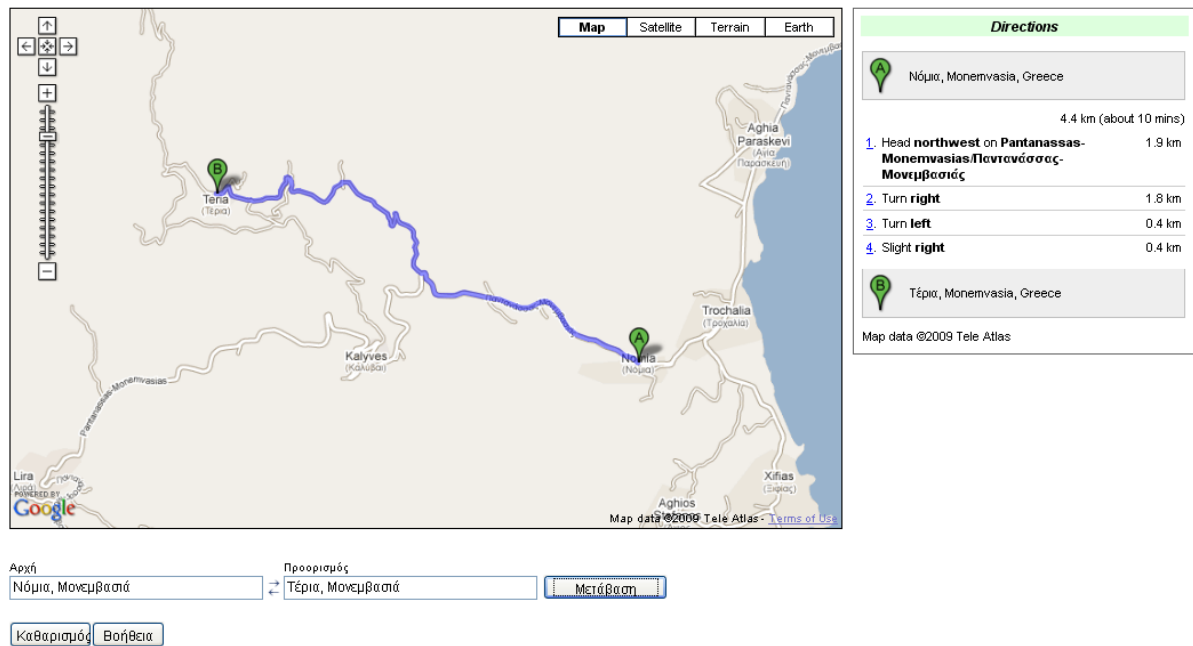 Map Satellite Terrain Earth
Aghia
Paraskevi
(Αγία
Παρασκευή)
B
Teria
(Τέρια)
Trochalia
(Τροχαλιά)
A
Nomia
(Νόμια)
Kalyves
(Καλύβαι)
Pantanassas-Monemvasias
Lira
(Λιρά)
POWERED BY
Google
Xifias
(Ξιφίας)
Aghios
Stefanos
Map data ©2009 Tele Atlas - Terms of Use
Directions
A Νόμια, Monemvasia, Greece
4.4 km (about 10 mins)
1. Head northwest on Pantanassas- 1.9 km
Monemvasias/Παντανάσσας-
Μονεμβασιάς
2. Turn right 1.8 km
3. Turn left 0.4 km
4. Slight right 0.4 km
B Τέρια, Monemvasia, Greece
Map data ©2009 Tele Atlas
Αρχή Προορισμός
Νόμια, Μονεμβασιά Τέρια, Μονεμβασιά Μετάβαση
Καθαρισμός Βοήθεια